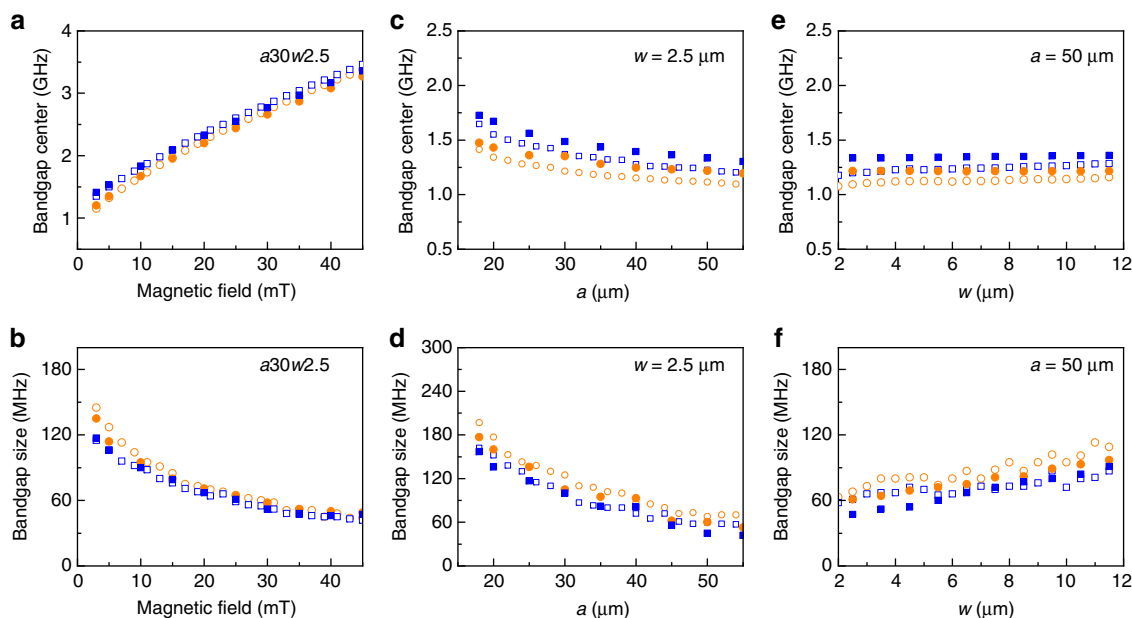 a
a30w2.5
Bandgap center (GHz)
4
3
2
1
0 10 20 30 40
Magnetic field (mT)
c
w = 2.5 μm
Bandgap center (GHz)
2.5
2.0
1.5
1.0
0.5
20 30 40 50
a (μm)
e
a = 50 μm
Bandgap center (GHz)
2.5
2.0
1.5
1.0
0.5
2 4 6 8 10 12
w (μm)
b
a30w2.5
Bandgap size (MHz)
180
120
60
0
0 10 20 30 40
Magnetic field (mT)
d
w = 2.5 μm
Bandgap size (MHz)
300
240
180
120
60
0
20 30 40 50
a (μm)
f
a = 50 μm
Bandgap size (MHz)
180
120
60
0
2 4 6 8 10 12
w (μm)